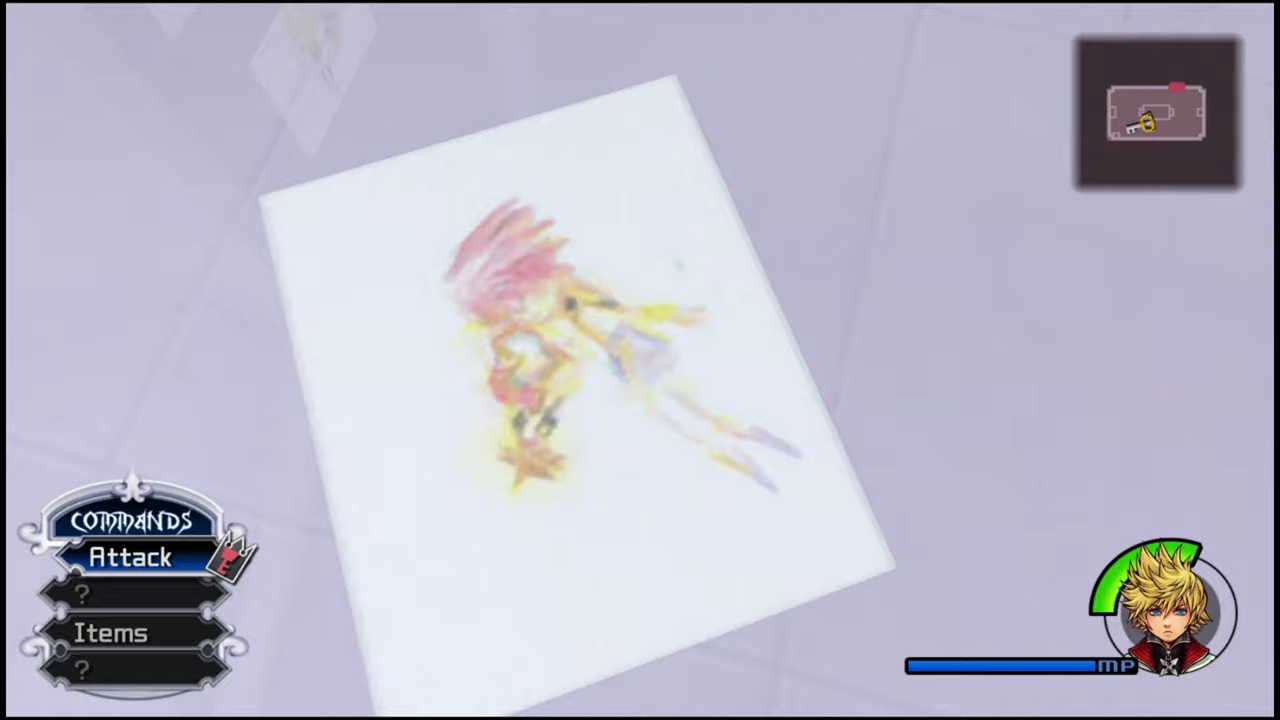 COMMANDS
Attack
?
Items
?
MP